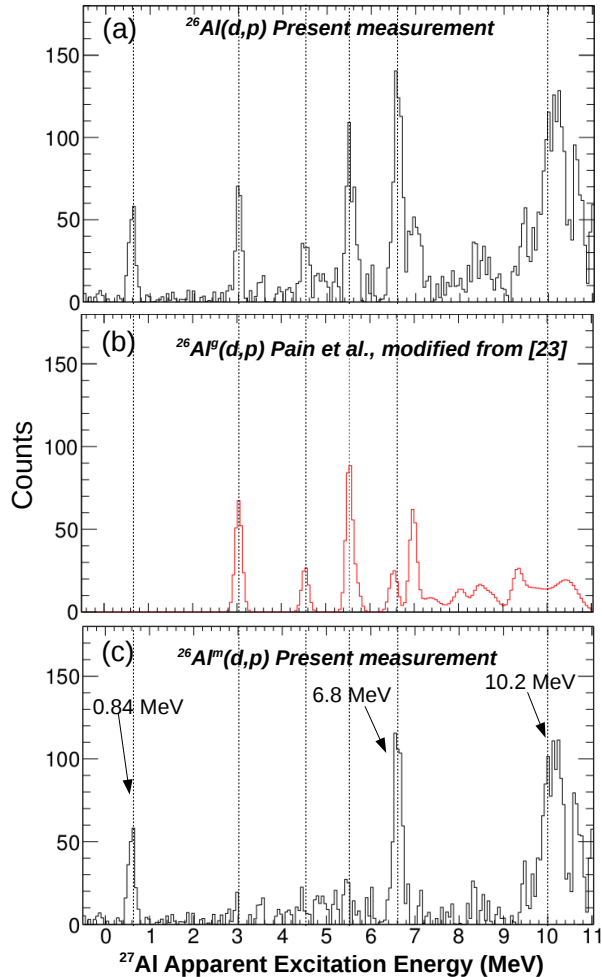 (a) ²⁶Al(d,p) Present measurement
150
100
50
0
(b) ²⁶Alᵍ(d,p) Pain et al., modified from [23]
150
100
50
0
Counts
(c) ²⁶Alᵐ(d,p) Present measurement
150
0.84 MeV 6.8 MeV 10.2 MeV
100
50
0
0 1 2 3 4 5 6 7 8 9 10 11
²⁷Al Apparent Excitation Energy (MeV)